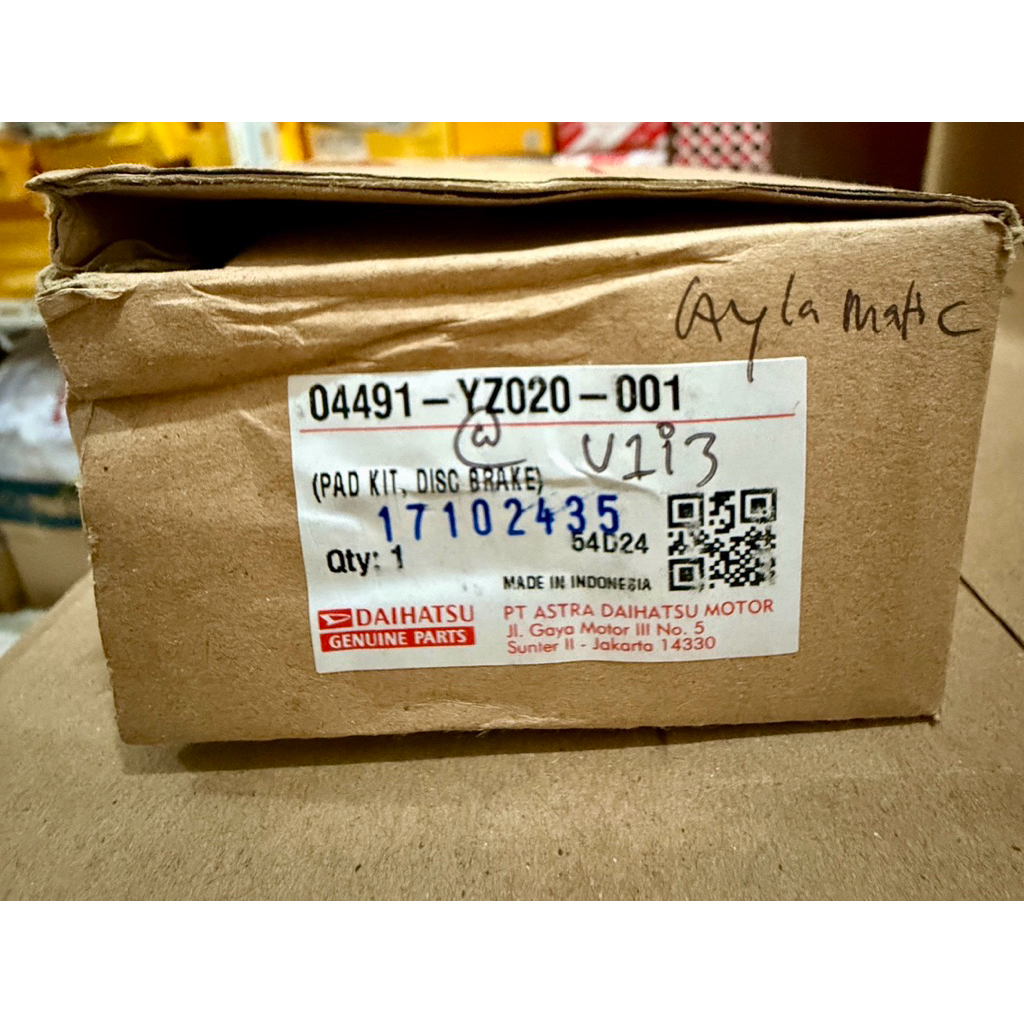 Ayla Matic
04491-YZ020-001
@ V1i3
(PAD KIT, DISC BRAKE)
17102435
54D24
Qty: 1
MADE IN INDONESIA
DAIHATSU
GENUINE PARTS
PT ASTRA DAIHATSU MOTOR
Jl. Gaya Motor III No. 5
Sunter II - Jakarta 14330